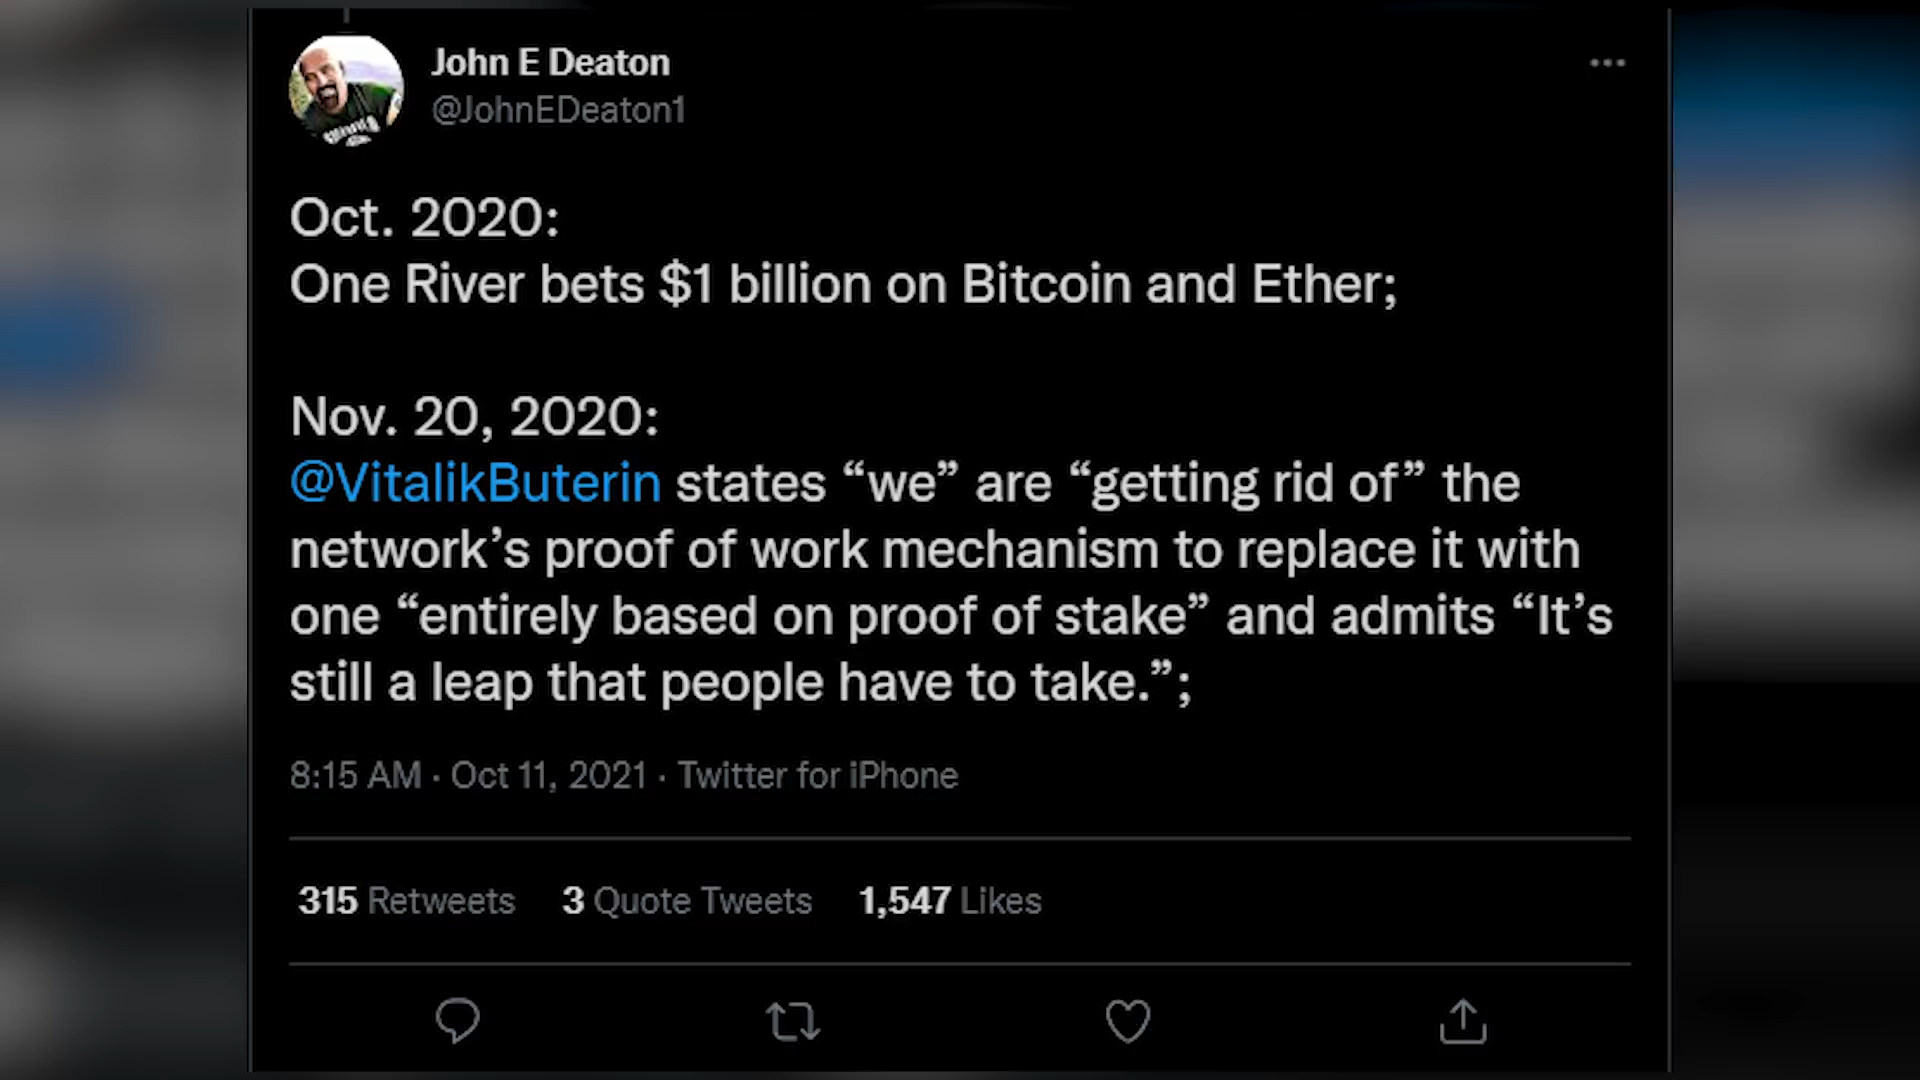 John E Deaton
@JohnEDeaton1
Oct. 2020:
One River bets $1 billion on Bitcoin and Ether;
Nov. 20, 2020:
@VitalikButerin states “we” are “getting rid of” the
network’s proof of work mechanism to replace it with
one “entirely based on proof of stake” and admits “It’s
still a leap that people have to take.”;
8:15 AM · Oct 11, 2021 · Twitter for iPhone
315 Retweets 3 Quote Tweets 1,547 Likes